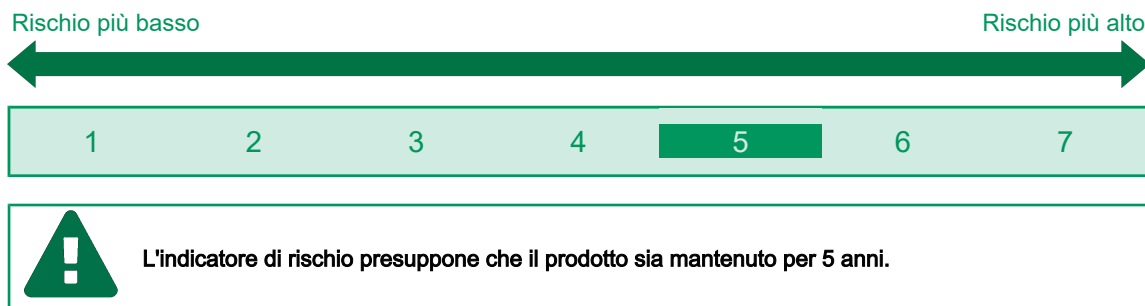 Rischio più basso Rischio più alto
1 2 3 4 5 6 7
L'indicatore di rischio presuppone che il prodotto sia mantenuto per 5 anni.